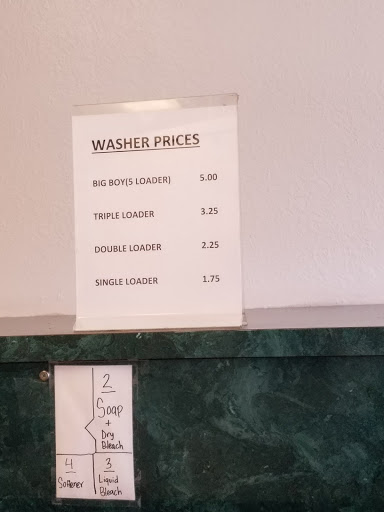 WASHER PRICES
BIG BOY(5 LOADER) 5.00
TRIPLE LOADER 3.25
DOUBLE LOADER 2.25
SINGLE LOADER 1.75
2
Soap
+
Dry
Bleach
4
Softener
3
Liquid
Bleach